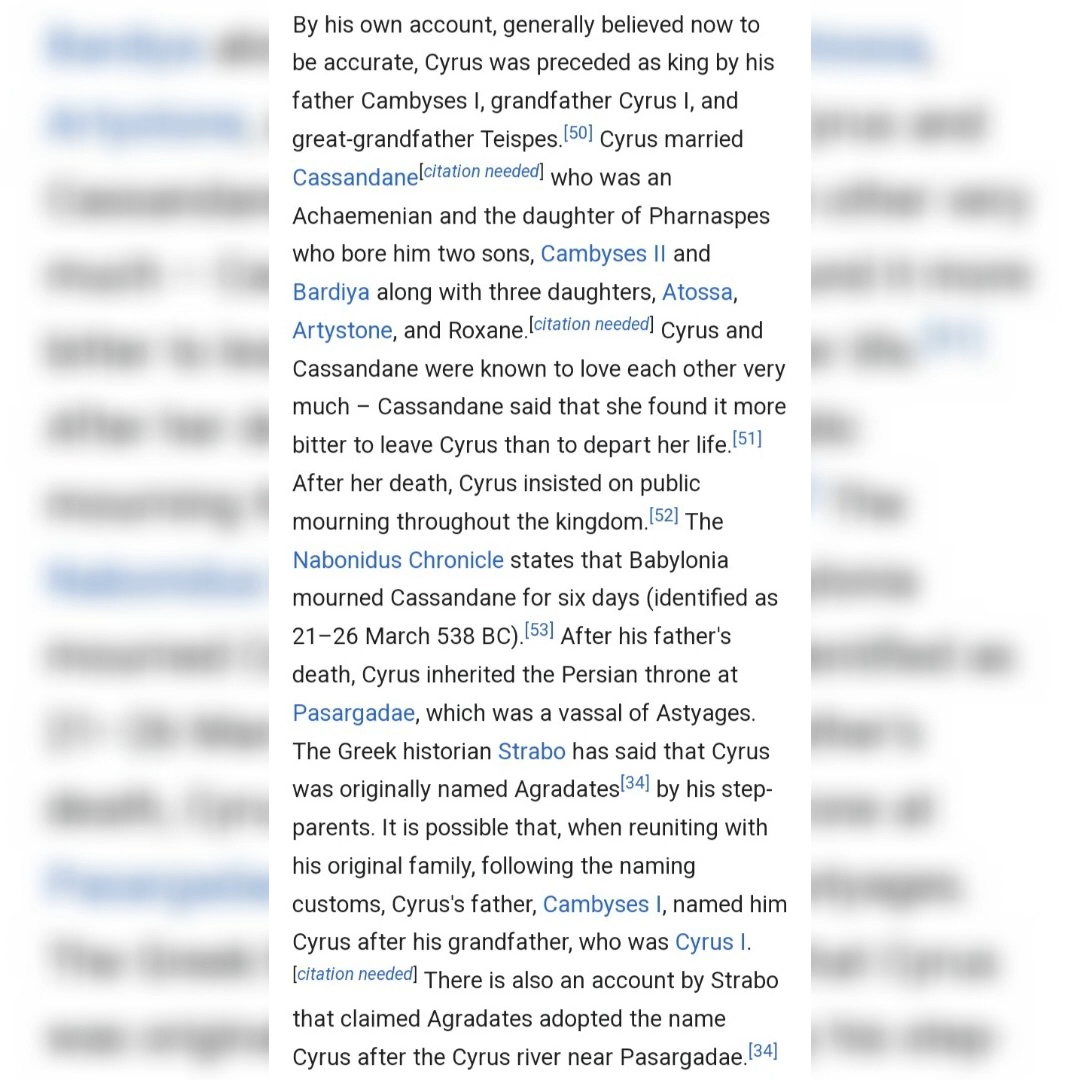 By his own account, generally believed now to
be accurate, Cyrus was preceded as king by his
father Cambyses I, grandfather Cyrus I, and
great-grandfather Teispes.[50] Cyrus married
Cassandane[citation needed] who was an
Achaemenian and the daughter of Pharnaspes
who bore him two sons, Cambyses II and
Bardiya along with three daughters, Atossa,
Artystone, and Roxane.[citation needed] Cyrus and
Cassandane were known to love each other very
much – Cassandane said that she found it more
bitter to leave Cyrus than to depart her life.[51]
After her death, Cyrus insisted on public
mourning throughout the kingdom.[52] The
Nabonidus Chronicle states that Babylonia
mourned Cassandane for six days (identified as
21–26 March 538 BC).[53] After his father's
death, Cyrus inherited the Persian throne at
Pasargadae, which was a vassal of Astyages.
The Greek historian Strabo has said that Cyrus
was originally named Agradates[34] by his step-
parents. It is possible that, when reuniting with
his original family, following the naming
customs, Cyrus's father, Cambyses I, named him
Cyrus after his grandfather, who was Cyrus I.
[citation needed] There is also an account by Strabo
that claimed Agradates adopted the name
Cyrus after the Cyrus river near Pasargadae.[34]